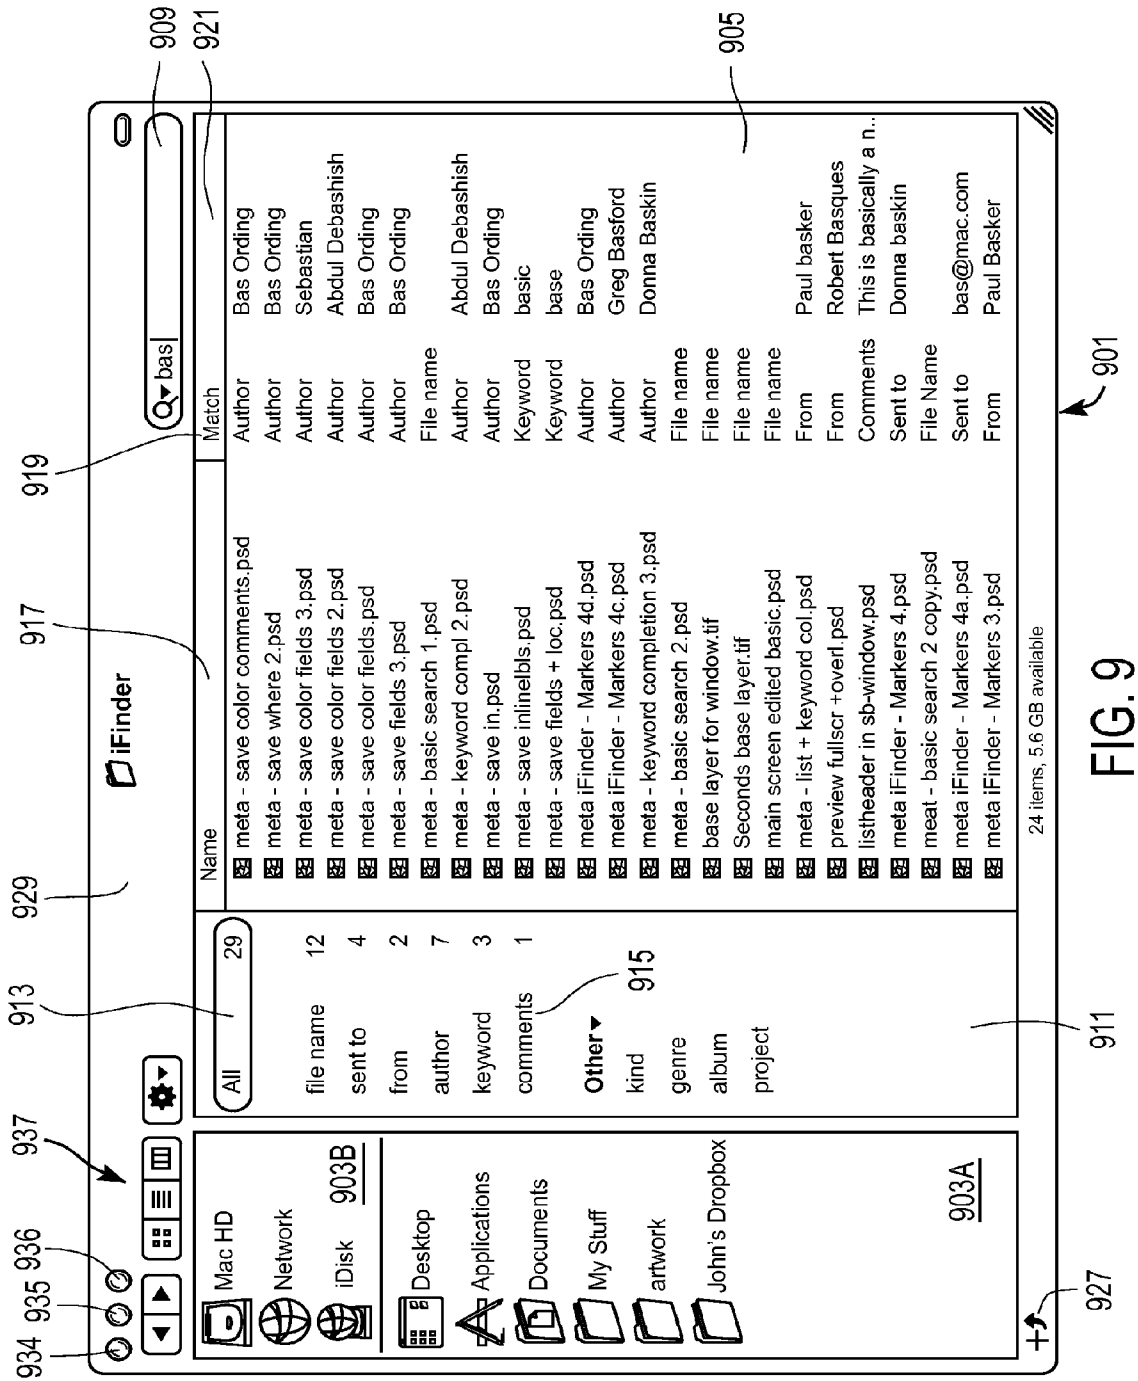 934
935
936
937
913
929
917
919
909
921
iFinder
bas
Mac HD
Network
iDisk
903B
Desktop
Applications
Documents
My Stuff
artwork
John's Dropbox
903A
All 29
file name 12
sent to 4
from 2
author 7
keyword 3
comments 1
915
Other
kind
genre
album
project
Name Match
meta - save color comments.psd Author Bas Ording
meta - save where 2.psd Author Bas Ording
meta - save color fields 3.psd Author Sebastian
meta - save color fields 2.psd Author Abdul Debashish
meta - save color fields.psd Author Bas Ording
meta - save fields 3.psd Author Bas Ording
meta - basic search 1.psd File name
meta - keyword compl 2.psd Author Abdul Debashish
meta - save in.psd Author Bas Ording
meta - save inlinelbls.psd Keyword basic
meta - save fields + loc.psd Keyword base
meta iFinder - Markers 4d.psd Author Bas Ording
meta iFinder - Markers 4c.psd Author Greg Basford
meta - keyword completion 3.psd Author Donna Baskin
meta - basic search 2.psd File name
base layer for window.tif File name
Seconds base layer.tif File name
main screen edited basic.psd File name
meta - list + keyword col.psd From Paul basker
preview fullscr +overl.psd From Robert Basques
listheader in sb-window.psd Comments This is basically a n..
meta iFinder - Markers 4.psd Sent to Donna baskin
meat - basic search 2 copy.psd File Name
meta iFinder - Markers 4a.psd Sent to bas@mac.com
meta iFinder - Markers 3.psd From Paul Basker
905
24 items, 5.6 GB available
927
911
901
FIG. 9